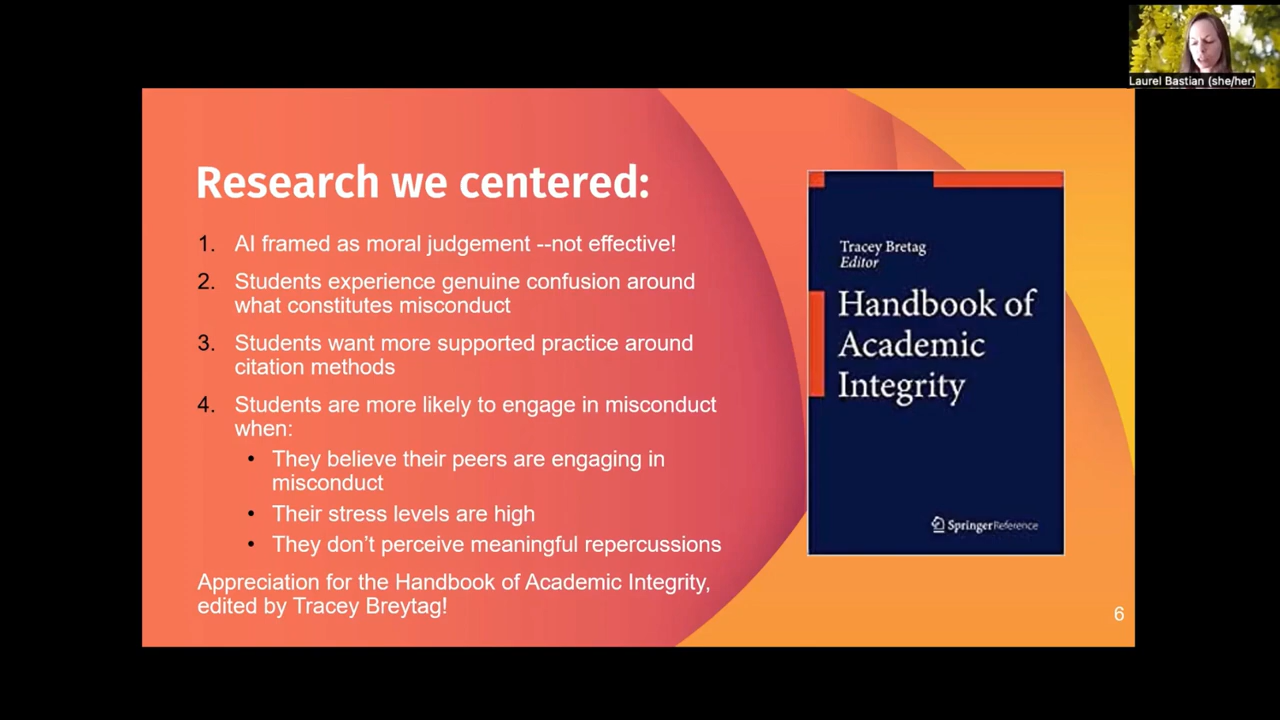 Laurel Bastian (she/her)
Research we centered:
1. AI framed as moral judgement --not effective!
2. Students experience genuine confusion around
what constitutes misconduct
3. Students want more supported practice around
citation methods
4. Students are more likely to engage in misconduct
when:
• They believe their peers are engaging in
misconduct
• Their stress levels are high
• They don’t perceive meaningful repercussions
Appreciation for the Handbook of Academic Integrity,
edited by Tracey Breytag!
Tracey Bretag
Editor
Handbook of
Academic
Integrity
SpringerReference
6